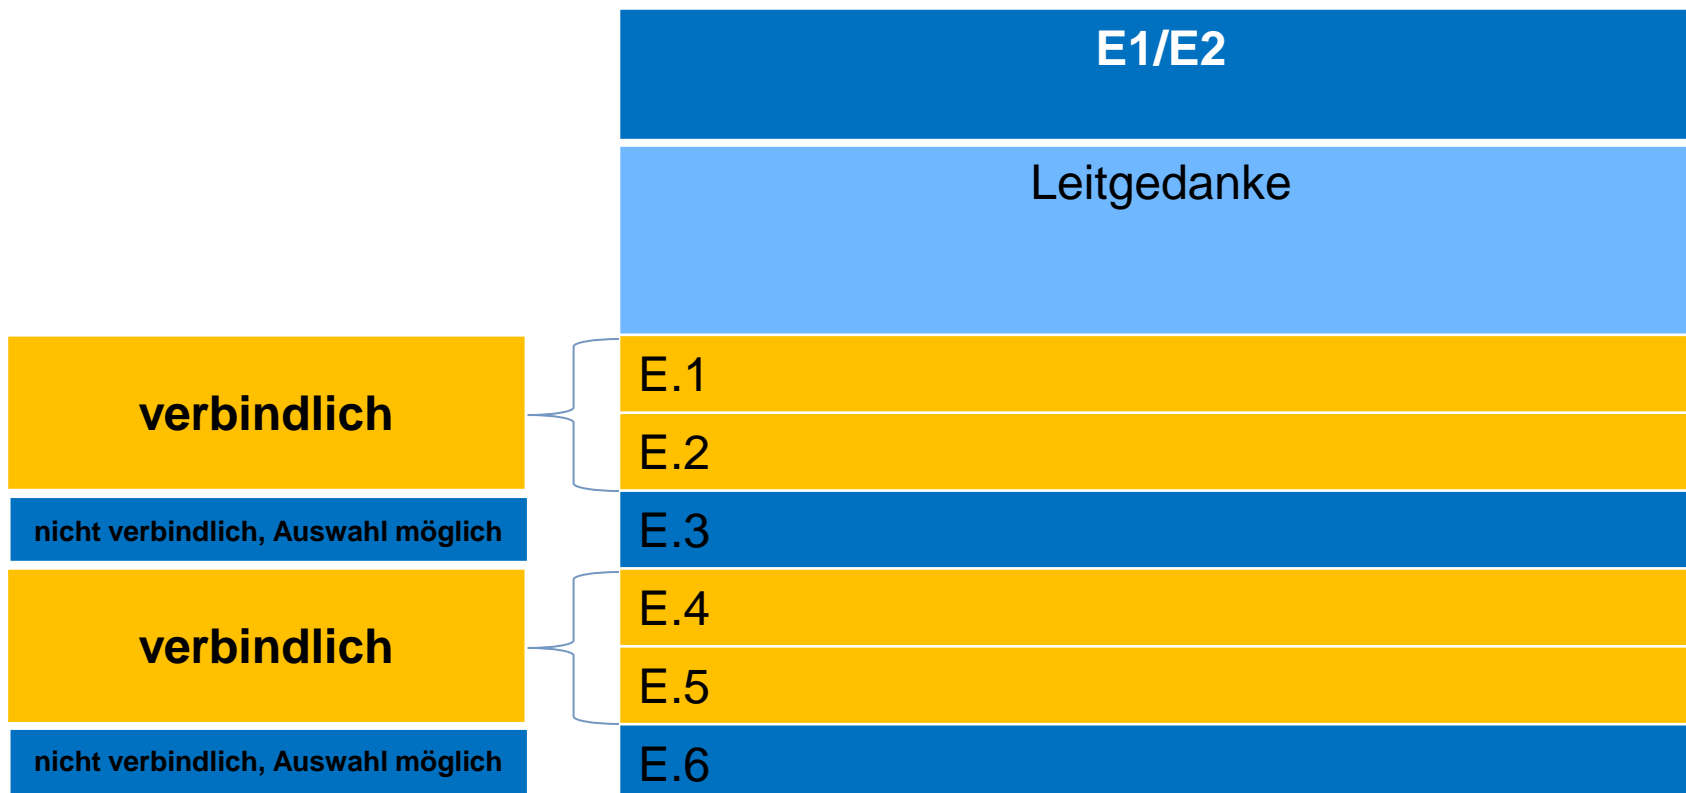 E1/E2
Leitgedanke
verbindlich
E.1
E.2
nicht verbindlich, Auswahl möglich
E.3
verbindlich
E.4
E.5
nicht verbindlich, Auswahl möglich
E.6